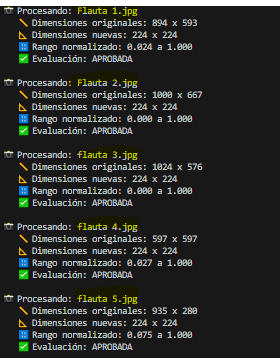 Procesando: Flauta 1.jpg
Dimensiones originales: 894 x 593
Dimensiones nuevas: 224 x 224
Rango normalizado: 0.024 a 1.000
Evaluación: APROBADA
Procesando: Flauta 2.jpg
Dimensiones originales: 1000 x 667
Dimensiones nuevas: 224 x 224
Rango normalizado: 0.000 a 1.000
Evaluación: APROBADA
Procesando: flauta 3.jpg
Dimensiones originales: 1024 x 576
Dimensiones nuevas: 224 x 224
Rango normalizado: 0.000 a 1.000
Evaluación: APROBADA
Procesando: flauta 4.jpg
Dimensiones originales: 597 x 597
Dimensiones nuevas: 224 x 224
Rango normalizado: 0.027 a 1.000
Evaluación: APROBADA
Procesando: flauta 5.jpg
Dimensiones originales: 935 x 280
Dimensiones nuevas: 224 x 224
Rango normalizado: 0.075 a 1.000
Evaluación: APROBADA